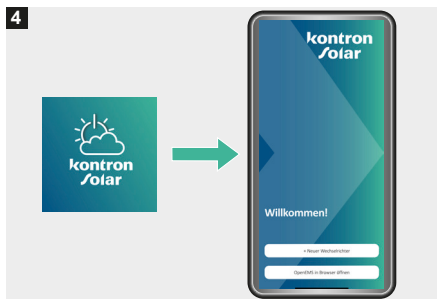 4
kontron
solar
kontron
solar
Willkommen!
+ Neuer Wechselrichter
OpenEMS in Browser öffnen